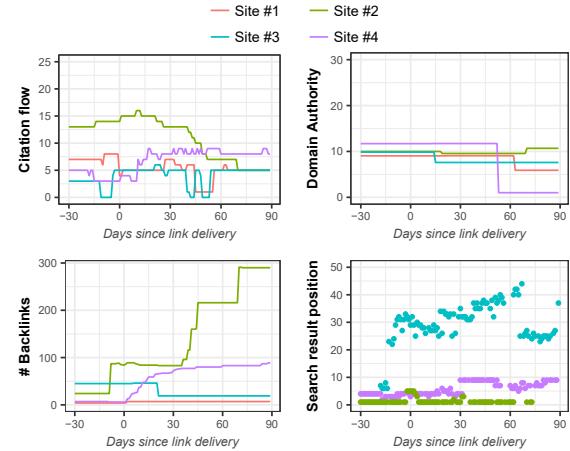 Site #1 Site #2
Site #3 Site #4
Citation flow
25
20
15
10
5
0
−30 0 30 60 90
Days since link delivery
Domain Authority
30
20
10
0
−30 0 30 60 90
Days since link delivery
# Backlinks
300
200
100
0
−30 0 30 60 90
Days since link delivery
Search result position
50
40
30
20
10
0
−30 0 30 60 90
Days since link delivery